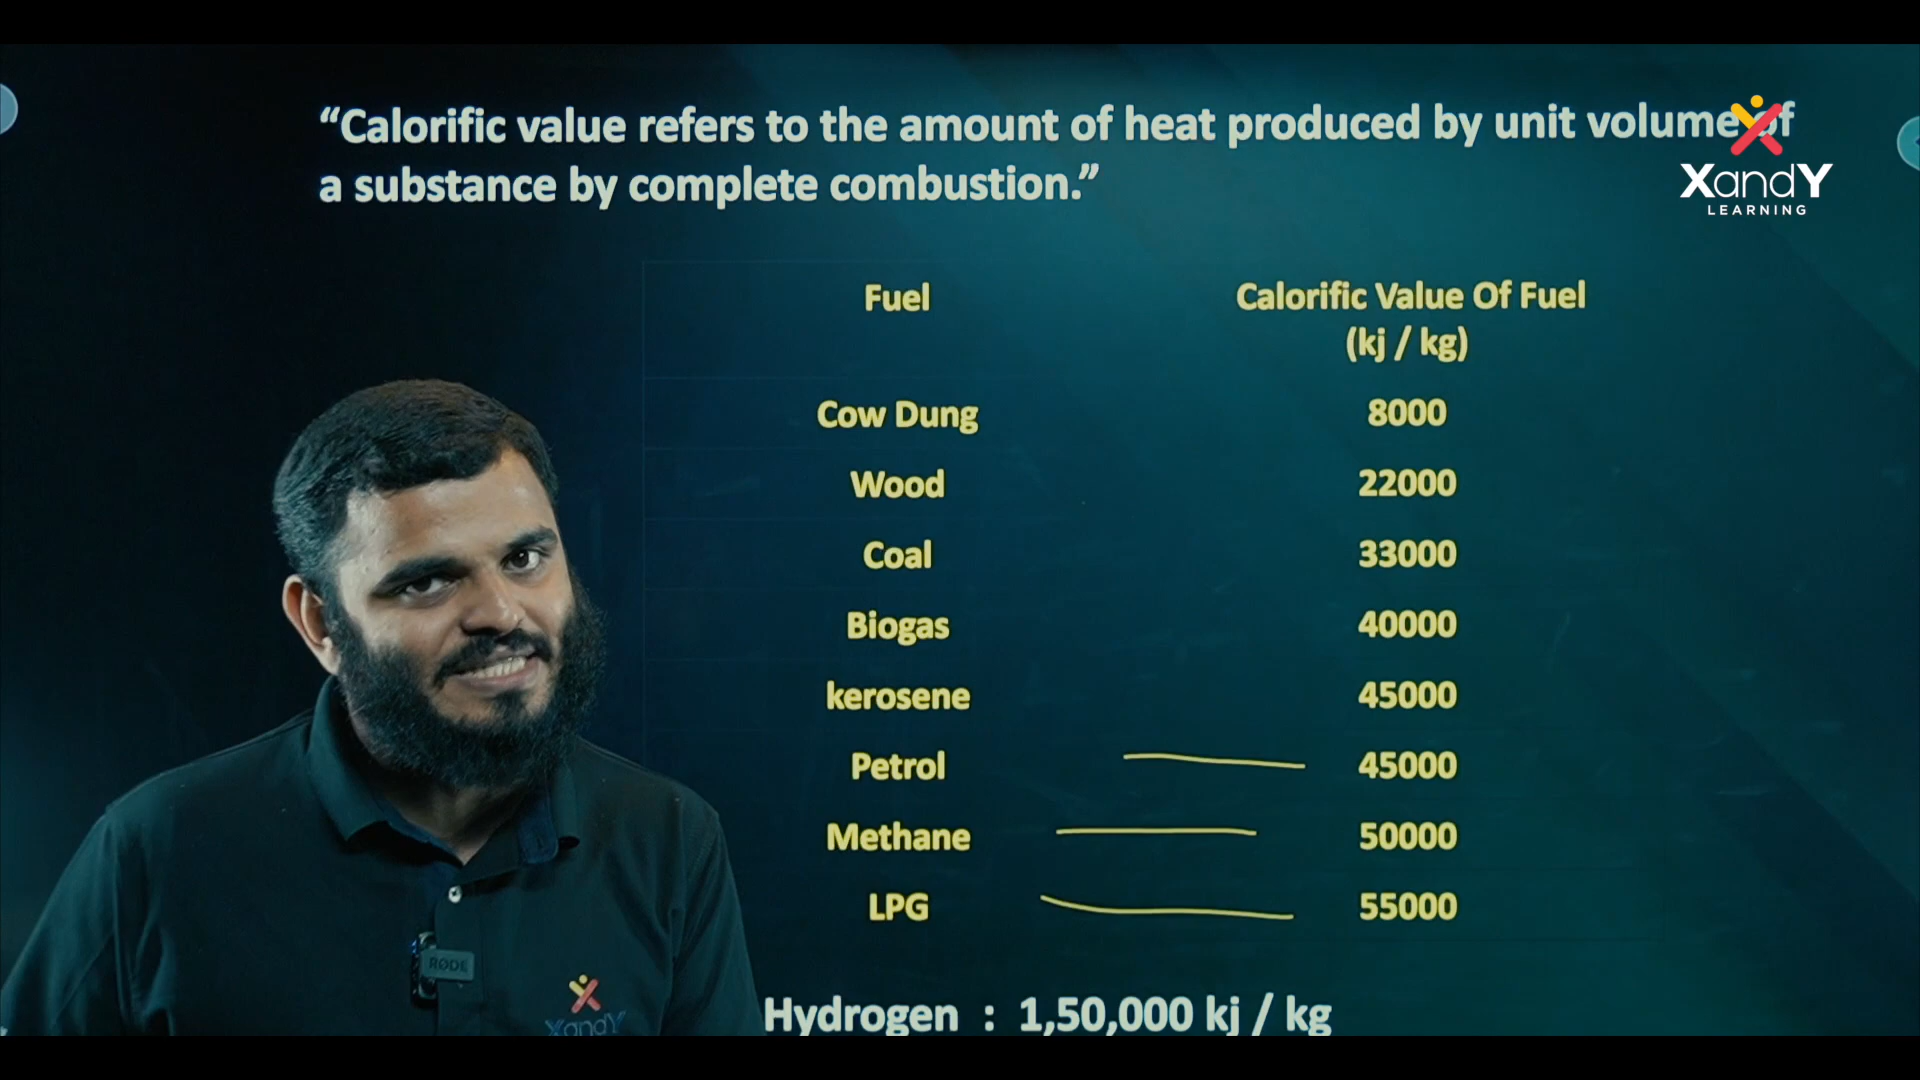 “Calorific value refers to the amount of heat produced by unit volume of
a substance by complete combustion.”
XandY
LEARNING
Fuel
Calorific Value Of Fuel
(kj / kg)
Cow Dung 8000
Wood 22000
Coal 33000
Biogas 40000
kerosene 45000
Petrol 45000
Methane 50000
LPG 55000
Hydrogen : 1,50,000 kj / kg
RØDE
XandY